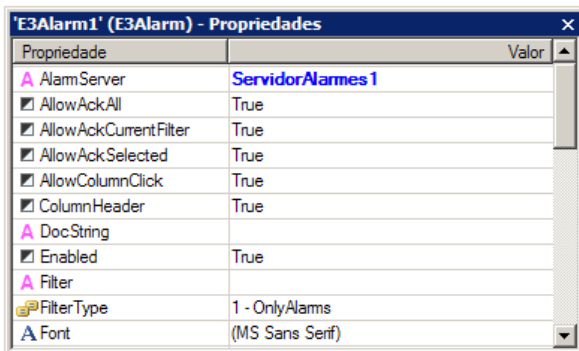 'E3Alarm1' (E3Alarm) - Propriedades
Propriedade Valor
AlarmServer ServidorAlarmes1
AllowAckAll True
AllowAckCurrentFilter True
AllowAckSelected True
AllowColumnClick True
ColumnHeader True
DocString
Enabled True
Filter
FilterType 1 - OnlyAlarms
Font (MS Sans Serif)